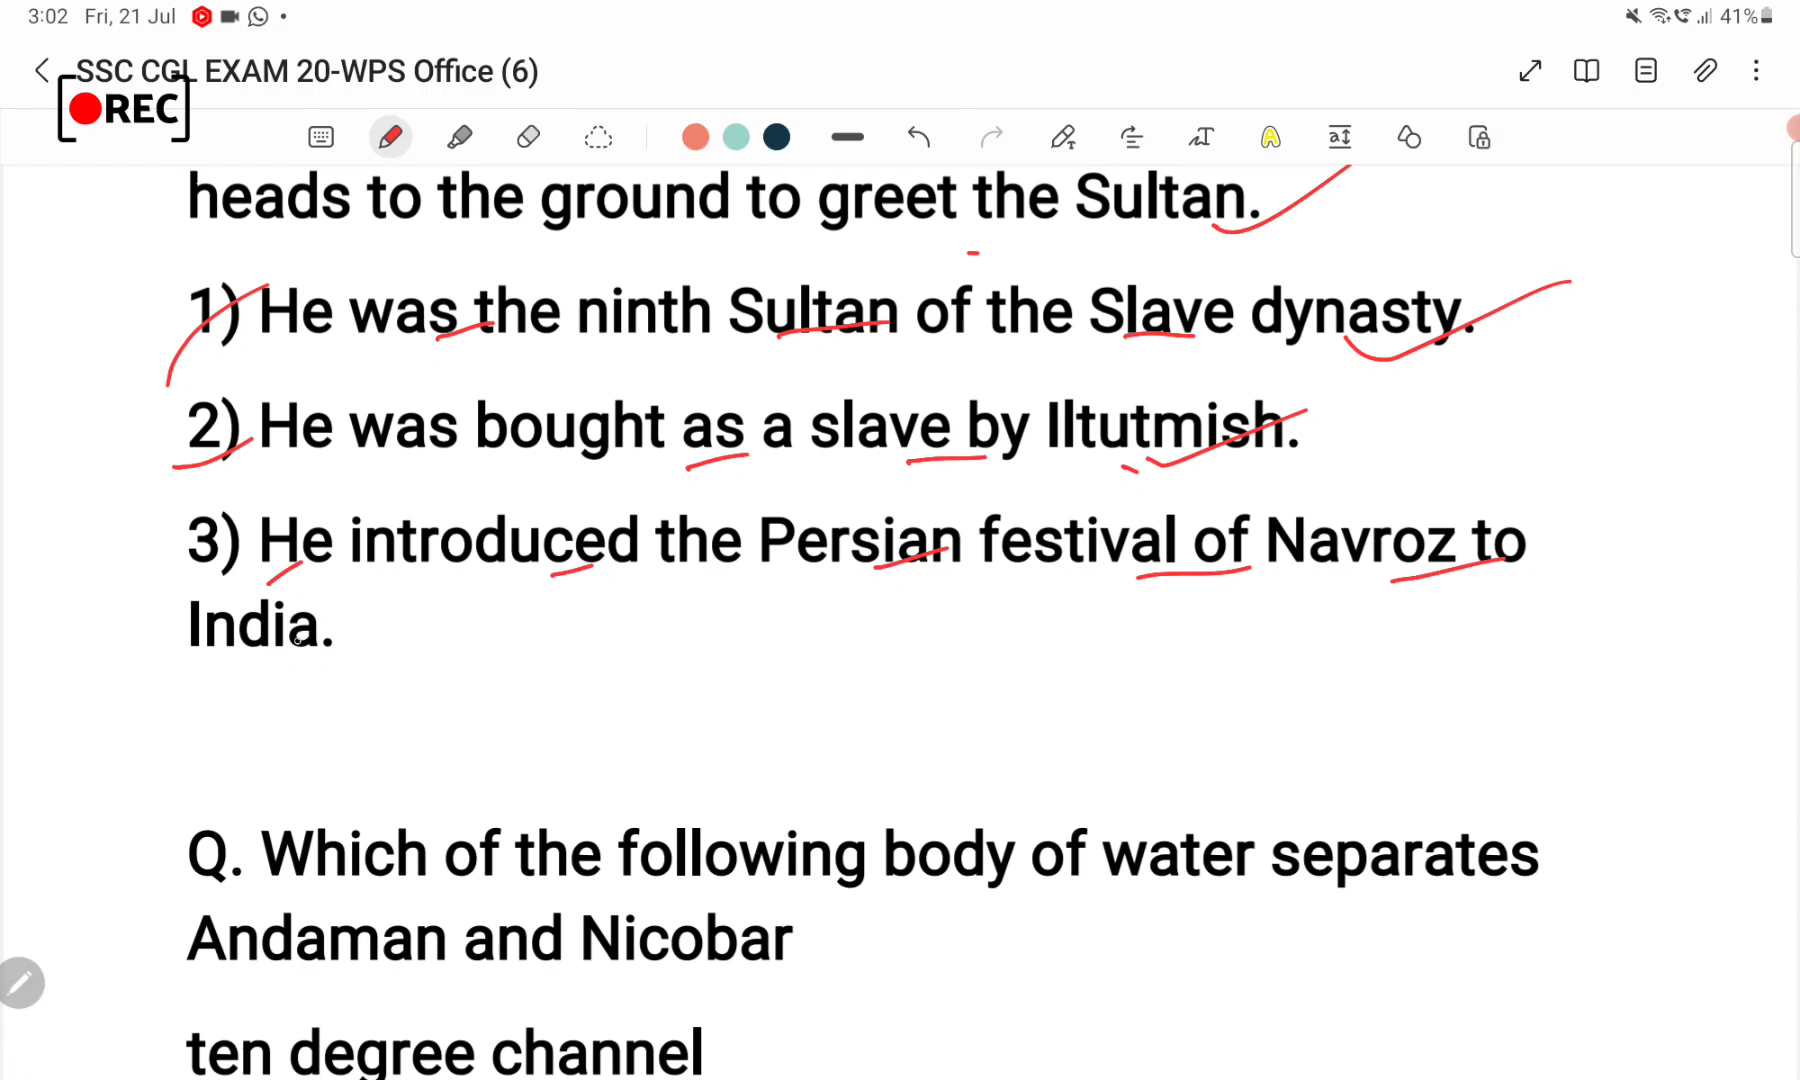 3:02 Fri, 21 Jul 41%
SSC CGL EXAM 20-WPS Office (6)
REC
heads to the ground to greet the Sultan.
1) He was the ninth Sultan of the Slave dynasty.
2) He was bought as a slave by Iltutmish.
3) He introduced the Persian festival of Navroz to
India.
Q. Which of the following body of water separates
Andaman and Nicobar
ten degree channel